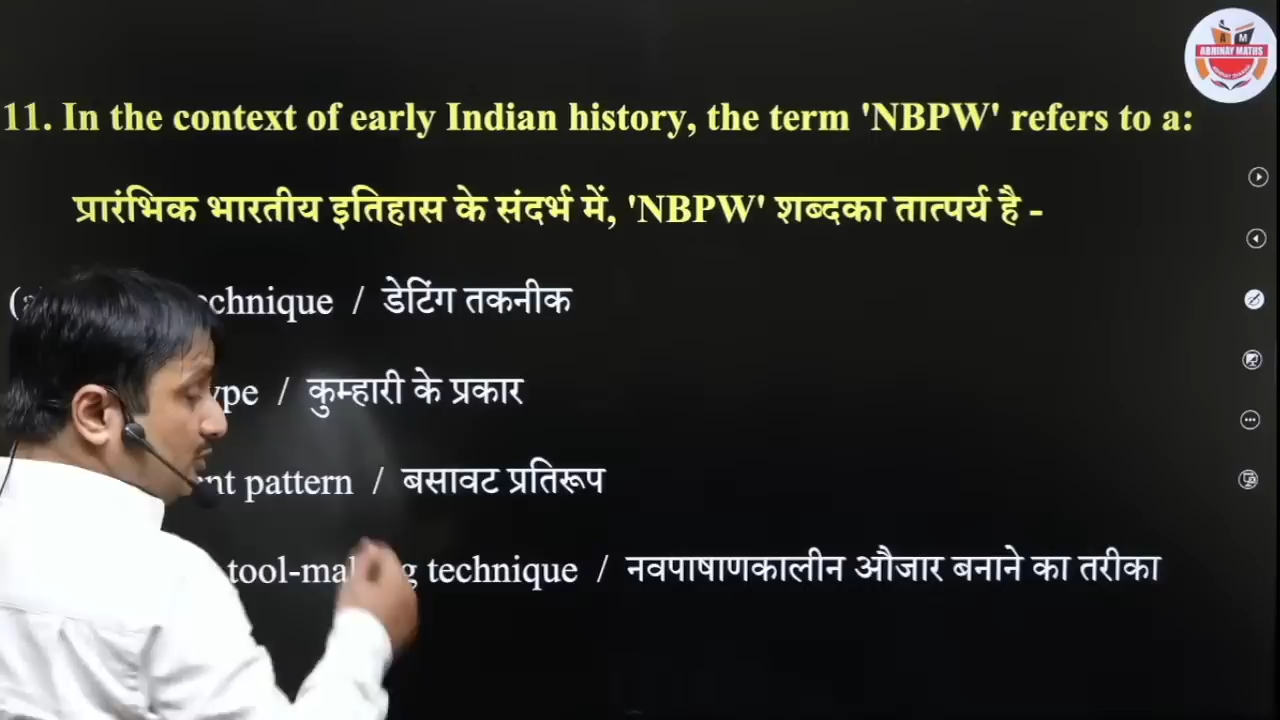 AM
ABHINAY MATHS
11. In the context of early Indian history, the term 'NBPW' refers to a:
प्रारंभिक भारतीय इतिहास के संदर्भ में, 'NBPW' शब्दका तात्पर्य है -
(a chnique / डेटिंग तकनीक
ype / कुम्हारी के प्रकार
nt pattern / बसावट प्रतिरूप
tool-mak g technique / नवपाषाणकालीन औजार बनाने का तरीका